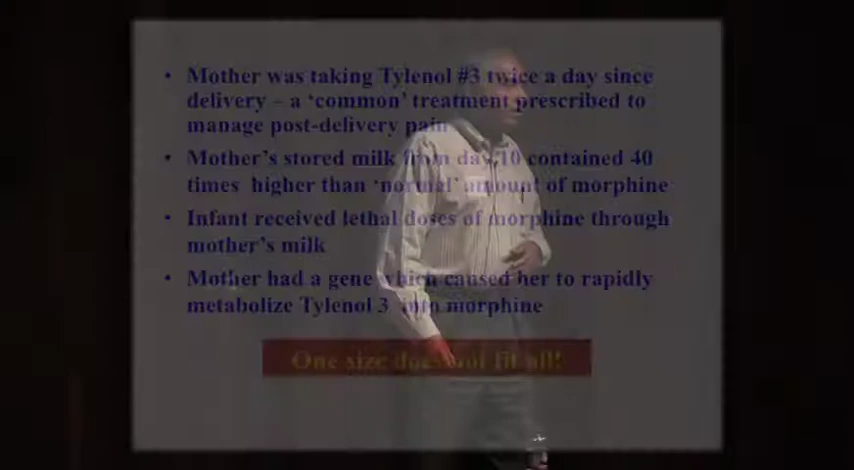 • Mother was taking Tylenol #3 twice a day since
delivery – a ‘common’ treatment prescribed to
manage post-delivery pain
• Mother’s stored milk from day 10 contained 40
times higher than ‘normal’ amount of morphine
• Infant received lethal doses of morphine through
mother’s milk
• Mother had a gene which caused her to rapidly
metabolize Tylenol 3 into morphine
One size does not fit all!